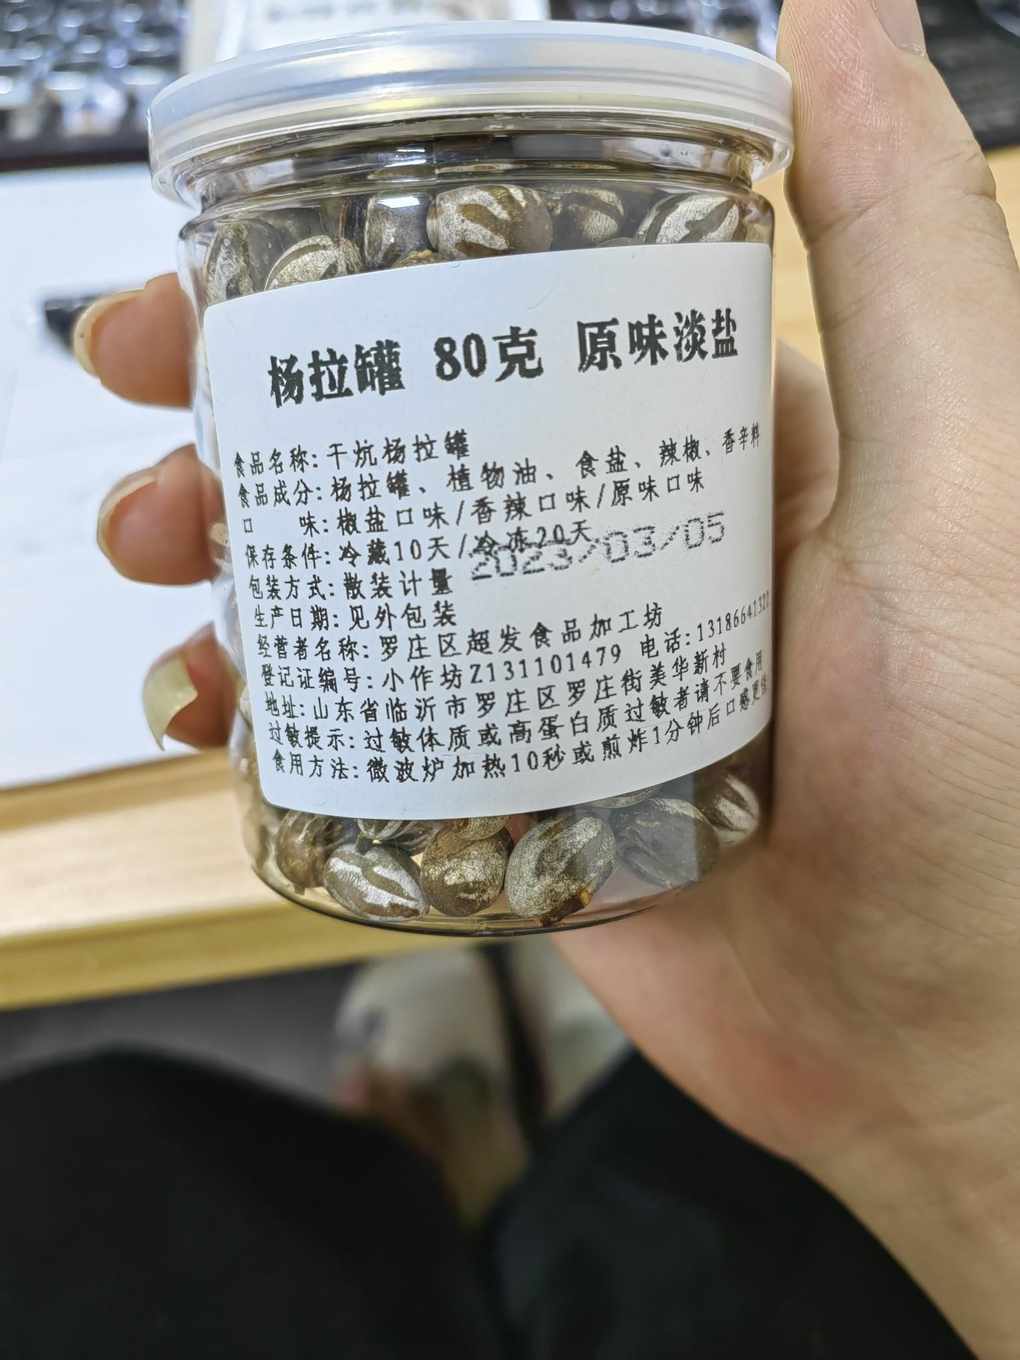 杨拉罐 80克 原味淡盐
食品名称:干炕杨拉罐
食品成分:杨拉罐、植物油、食盐、辣椒、香辛料
口 味:椒盐口味/香辣口味/原味口味
保存条件:冷藏10天/冷冻20天
2023/03/05
包装方式:散装计量
生产日期:见外包装
经营者名称:罗庄区超发食品加工坊
登记证编号:小作坊Z131101479 电话:131866413
地址:山东省临沂市罗庄区罗庄街美华新村
过敏提示:过敏体质或高蛋白质过敏者请不要食用
食用方法:微波炉加热10秒或煎炸1分钟后口感更